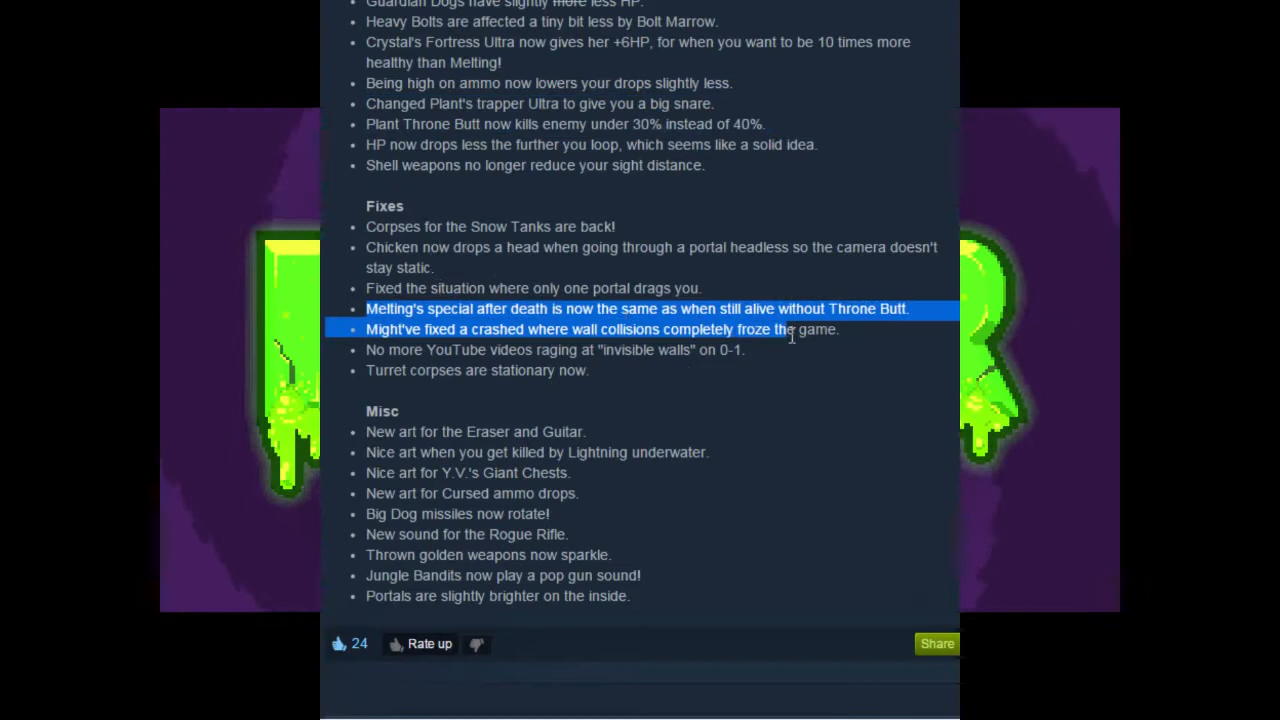 Guardian Dogs have slightly more less HP.
Heavy Bolts are affected a tiny bit less by Bolt Marrow.
Crystal's Fortress Ultra now gives her +6HP, for when you want to be 10 times more
healthy than Melting!
Being high on ammo now lowers your drops slightly less.
Changed Plant's trapper Ultra to give you a big snare.
Plant Throne Butt now kills enemy under 30% instead of 40%.
HP now drops less the further you loop, which seems like a solid idea.
Shell weapons no longer reduce your sight distance.
Fixes
Corpses for the Snow Tanks are back!
Chicken now drops a head when going through a portal headless so the camera doesn't
stay static.
Fixed the situation where only one portal drags you.
Melting's special after death is now the same as when still alive without Throne Butt.
Might've fixed a crashed where wall collisions completely froze the game.
No more YouTube videos raging at "invisible walls" on 0-1.
Turret corpses are stationary now.
Misc
New art for the Eraser and Guitar.
Nice art when you get killed by Lightning underwater.
Nice art for Y.V.'s Giant Chests.
New art for Cursed ammo drops.
Big Dog missiles now rotate!
New sound for the Rogue Rifle.
Thrown golden weapons now sparkle.
Jungle Bandits now play a pop gun sound!
Portals are slightly brighter on the inside.
24 Rate up Share